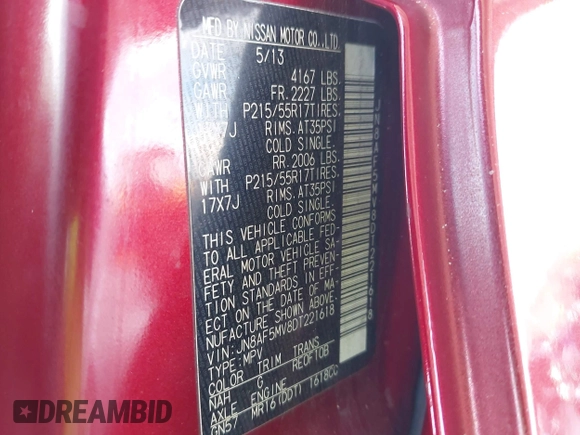 MFD BY NISSAN MOTOR CO.,LTD.
DATE 5/13
GVWR 4167 LBS.
GAWR FR. 2227 LBS.
WITH P215/55R17TIRES.
17X7J RIMS. AT35PSI
COLD SINGLE.
GAWR RR. 2006 LBS.
WITH P215/55R17TIRES.
17X7J RIMS. AT35PSI
COLD SINGLE.
THIS VEHICLE CONFORMS
TO ALL APPLICABLE FED-
ERAL MOTOR VEHICLE SA-
FETY AND THEFT PREVEN-
TION STANDARDS IN EFF-
ECT ON THE DATE OF MA-
NUFACTURE SHOWN ABOVE.
VIN: JN8AF5MV8DT221618
TYPE: MPV
COLOR TRIM TRANS
NAH G RE0F10B
AXLE ENGINE
GN57 MR16(DDT) 1618CC
JN8AF5MV8DT221618
DREAMBID